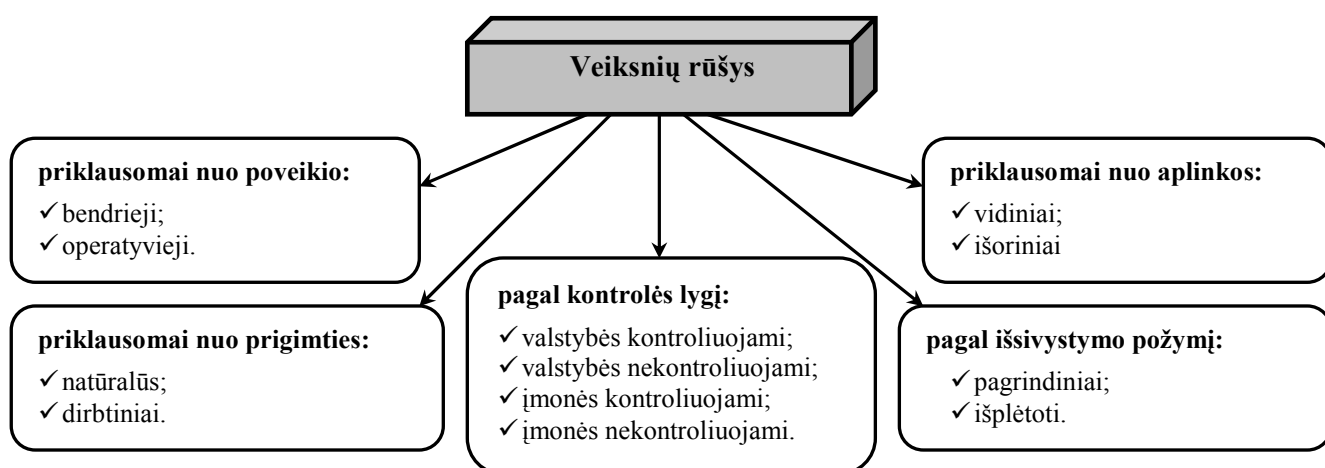 Veiksnių rūšys
priklausomai nuo poveikio:
✓ bendrieji;
✓ operatyvieji.
priklausomai nuo aplinkos:
✓ vidiniai;
✓ išoriniai
priklausomai nuo prigimties:
✓ natūralūs;
✓ dirbtiniai.
pagal kontrolės lygį:
✓ valstybės kontroliuojami;
✓ valstybės nekontroliuojami;
✓ įmonės kontroliuojami;
✓ įmonės nekontroliuojami.
pagal išsivystymo požymį:
✓ pagrindiniai;
✓ išplėtoti.